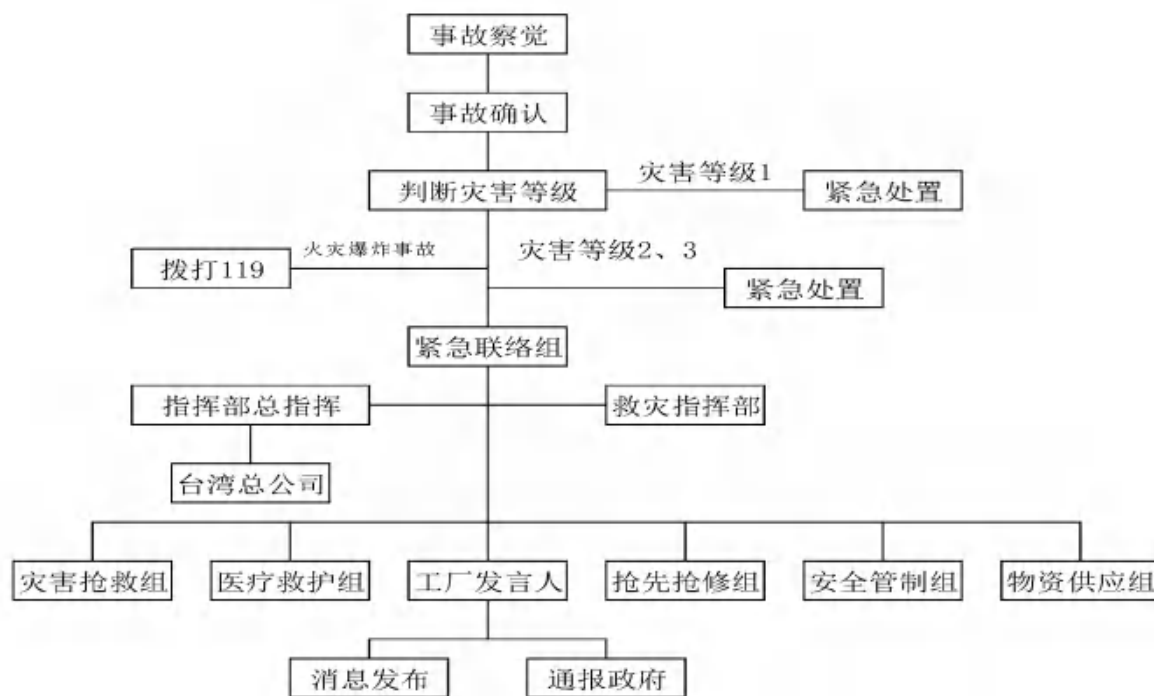 事故察觉
事故确认
灾害等级1
判断灾害等级
紧急处置
火灾爆炸事故
灾害等级2、3
拨打119
紧急处置
紧急联络组
指挥部总指挥
救灾指挥部
台湾总公司
灾害抢救组
医疗救护组
工厂发言人
抢先抢修组
安全管制组
物资供应组
消息发布
通报政府